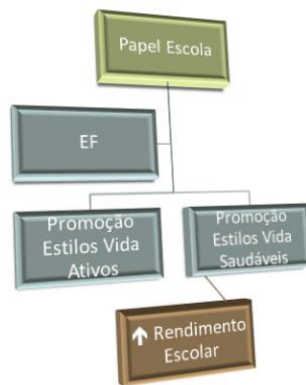 Papel Escola
EF
Promoção
Estilos Vida
Ativos
Promoção
Estilos Vida
Saudáveis
↑ Rendimento
Escolar